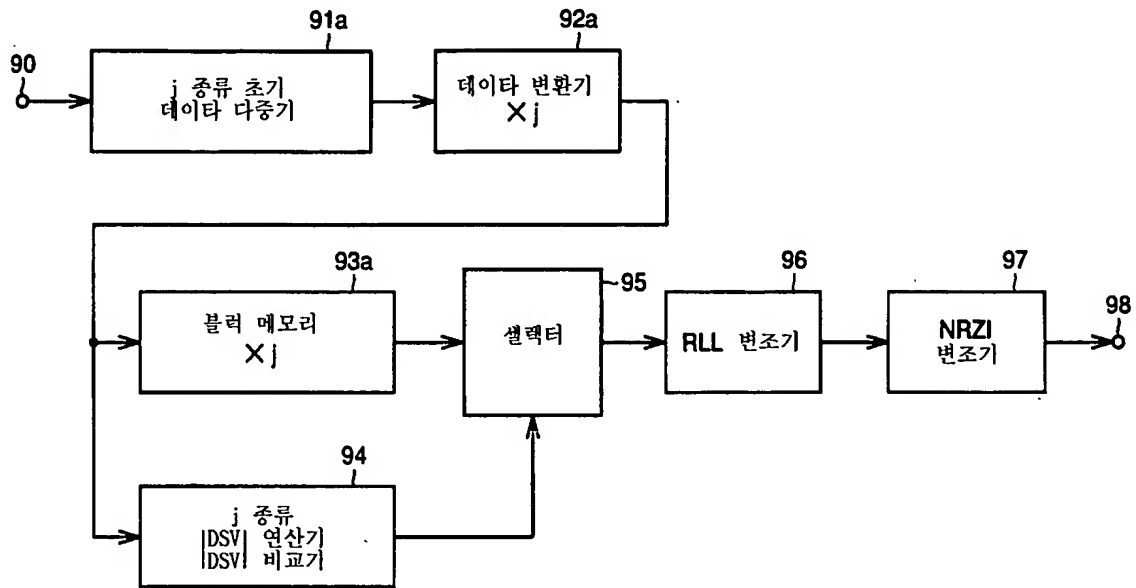 90
91a
j 종류 초기
데이타 다중기
92a
데이타 변환기
×j
93a
블럭 메모리
×j
95
셀랙터
96
RLL 변조기
97
NRZI
변조기
98
94
j 종류
|DSV| 연산기
|DSV| 비교기